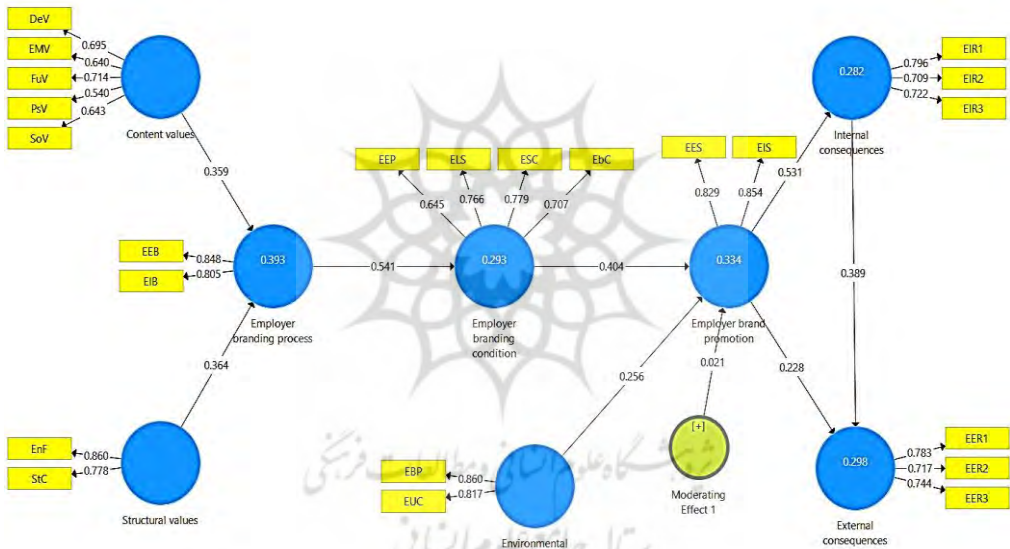 DeV
EMV
FuV
PsV
SoV
0.695
0.640
0.714
0.540
0.643
Content values
0.359
EEB
EIB
0.848
0.805
0.393
Employer
branding process
0.364
EnF
StC
0.860
0.778
Structural values
0.541
EEP
ELS
ESC
EbC
0.645
0.766
0.779
0.707
0.293
Employer
branding
condition
0.404
EES
EIS
0.829
0.854
0.334
Employer brand
promotion
0.256
0.021
EBP
EUC
0.860
0.817
Environmental
[+]
Moderating
Effect 1
0.531
0.228
0.282
Internal
consequences
0.796
0.709
0.722
EIR1
EIR2
EIR3
0.389
0.298
External
consequences
0.783
0.717
0.744
EER1
EER2
EER3
پژوهشگاه علوم انسانی و مطالعات فرهنگی